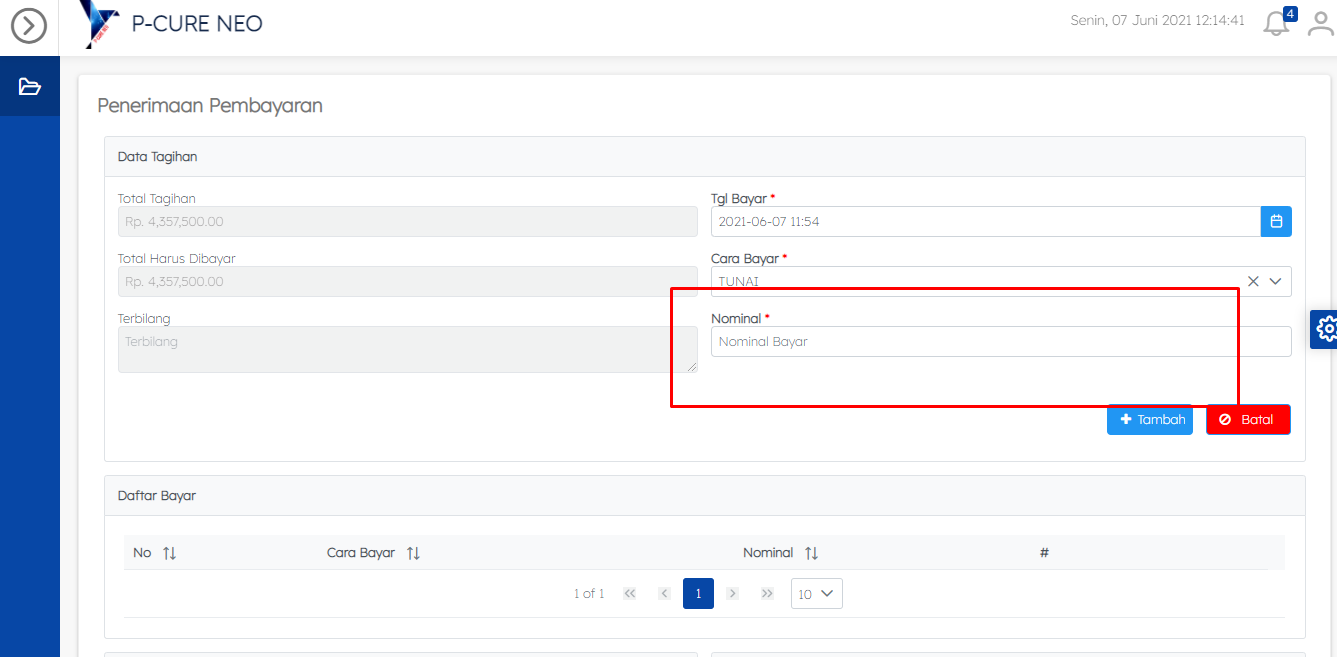 P-CURE NEO
Senin, 07 Juni 2021 12:14:41
4
Penerimaan Pembayaran
Data Tagihan
Total Tagihan
Rp. 4,357,500.00
Tgl Bayar *
2021-06-07 11:54
Total Harus Dibayar
Rp. 4,357,500.00
Cara Bayar *
TUNAI
Terbilang
Terbilang
Nominal *
Nominal Bayar
Tambah
Batal
Daftar Bayar
No Cara Bayar Nominal #
1 of 1 1 10